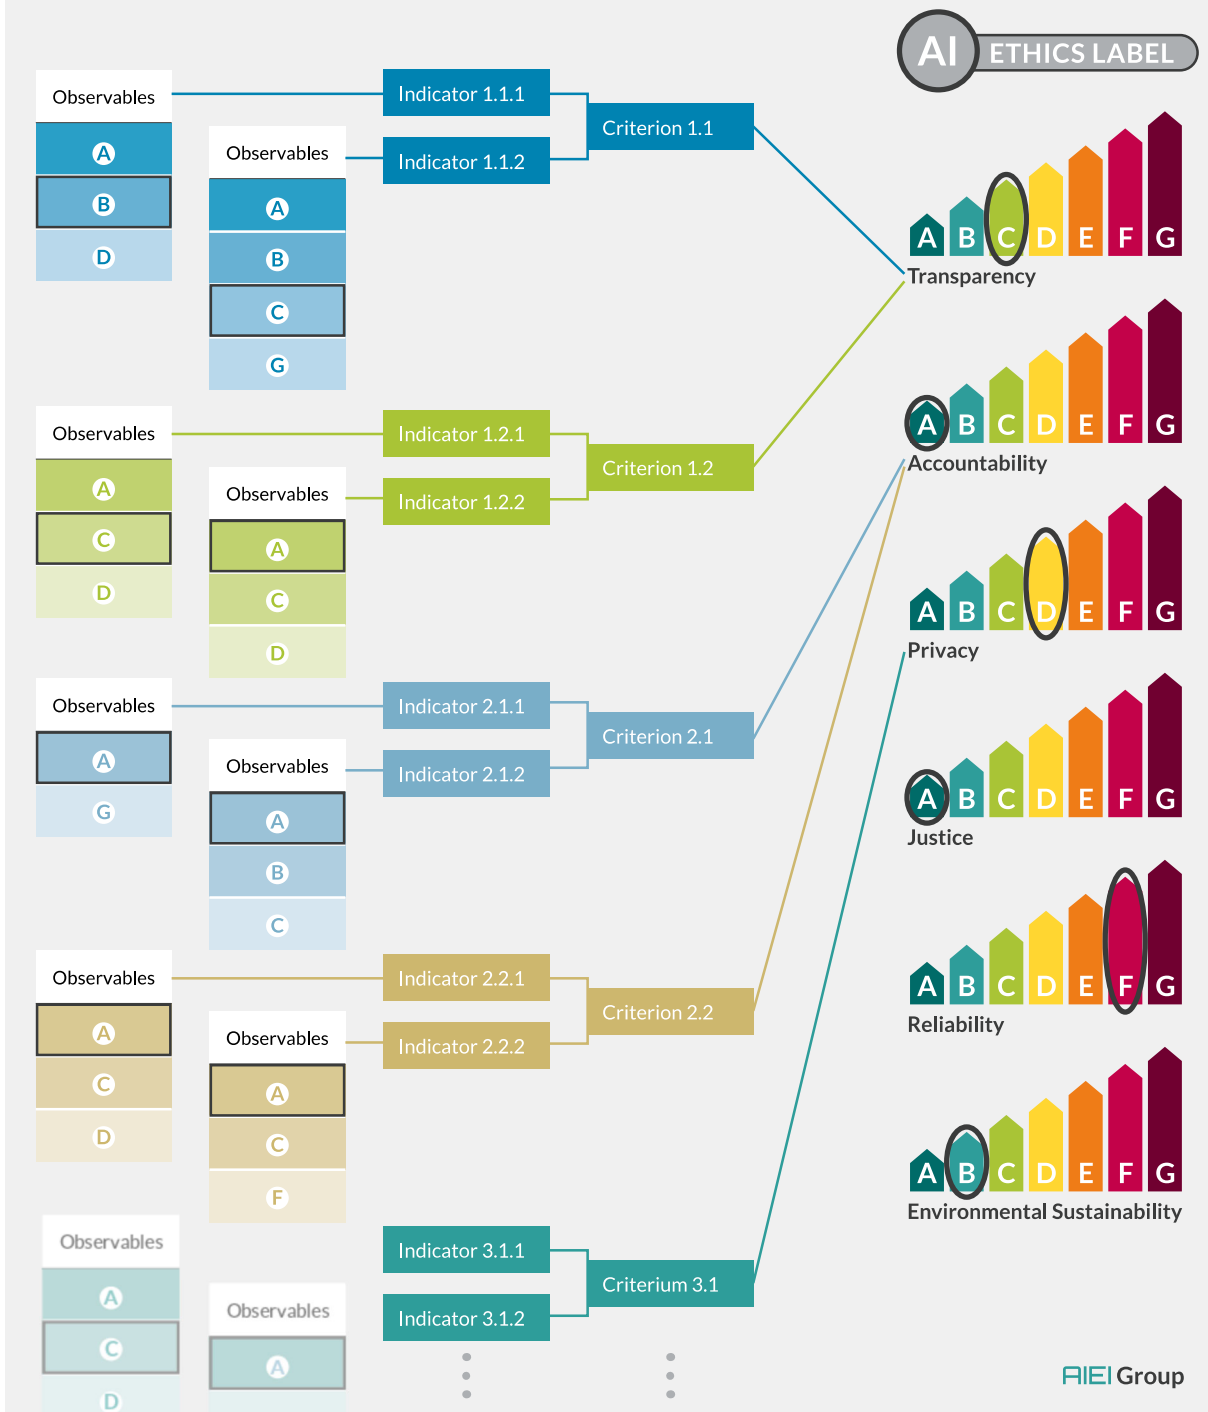 AI ETHICS LABEL
Observables
A
B
D
Indicator 1.1.1
Criterion 1.1
Observables
A
B
C
G
Indicator 1.1.2
A B C D E F G
Transparency
Observables
A
C
D
Indicator 1.2.1
Criterion 1.2
Observables
A
C
D
Indicator 1.2.2
A B C D E F G
Accountability
Observables
A
G
Indicator 2.1.1
Criterion 2.1
Observables
A
B
C
Indicator 2.1.2
A B C D E F G
Privacy
A B C D E F G
Justice
Observables
A
C
D
Indicator 2.2.1
Criterion 2.2
Observables
A
C
F
Indicator 2.2.2
A B C D E F G
Reliability
A B C D E F G
Environmental Sustainability
Observables
A
C
D
Indicator 3.1.1
Criterium 3.1
Observables
A
Indicator 3.1.2
AIEI Group